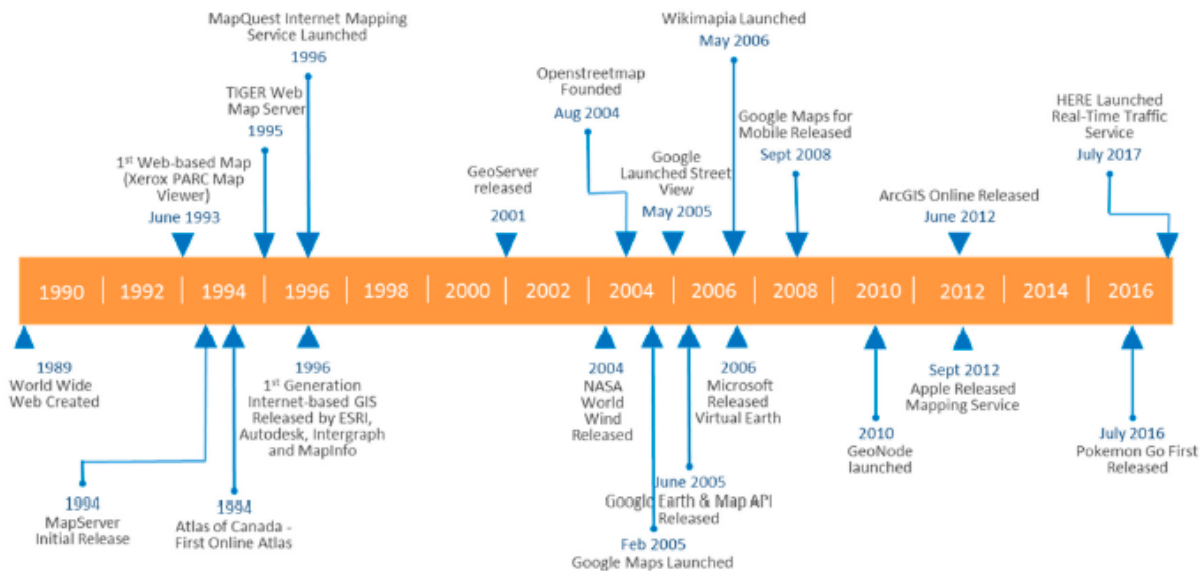 MapQuest Internet Mapping
Service Launched
1996
TIGER Web
Map Server
1995
1st Web-based Map
(Xerox PARC Map
Viewer)
June 1993
GeoServer
released
2001
Openstreetmap
Founded
Aug 2004
Google
Launched Street
View
May 2005
Wikimapia Launched
May 2006
Google Maps for
Mobile Released
Sept 2008
ArcGIS Online Released
June 2012
HERE Launched
Real-Time Traffic
Service
July 2017
1990 1992 1994 1996 1998 2000 2002 2004 2006 2008 2010 2012 2014 2016
1989
World Wide
Web Created
1994
MapServer
Initial Release
1994
Atlas of Canada -
First Online Atlas
1996
1st Generation
Internet-based GIS
Released by ESRI,
Autodesk, Intergraph
and MapInfo
2004
NASA
World
Wind
Released
Feb 2005
Google Maps Launched
June 2005
Google Earth & Map API
Released
2006
Microsoft
Released
Virtual Earth
2010
GeoNode
launched
Sept 2012
Apple Released
Mapping Service
July 2016
Pokemon Go First
Released